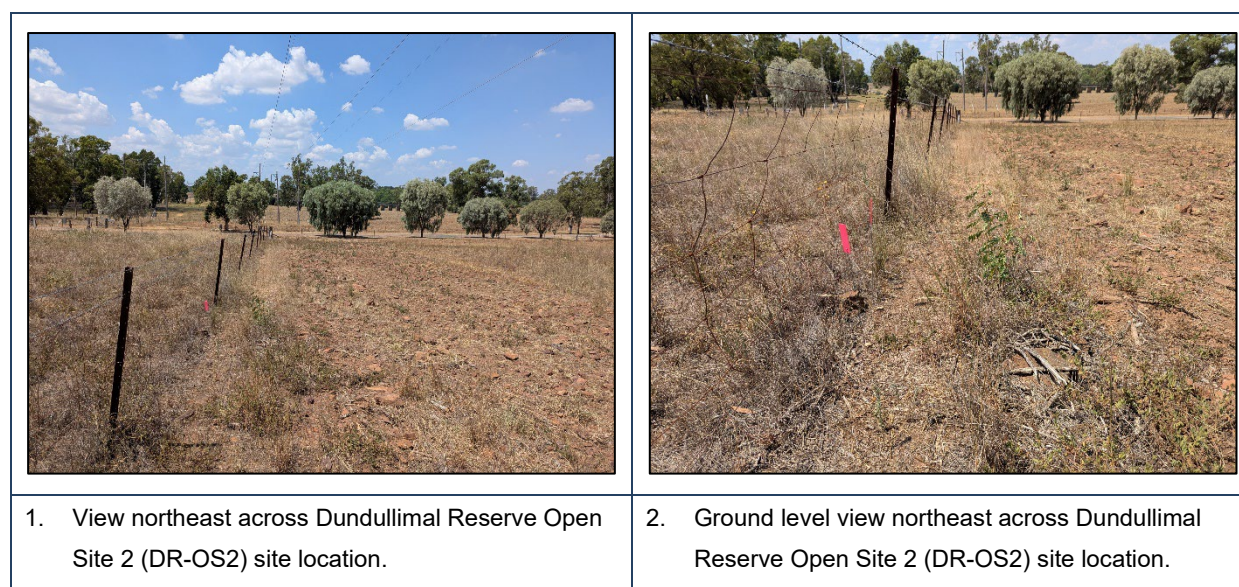 1. View northeast across Dundullimal Reserve Open
Site 2 (DR-OS2) site location.
2. Ground level view northeast across Dundullimal
Reserve Open Site 2 (DR-OS2) site location.